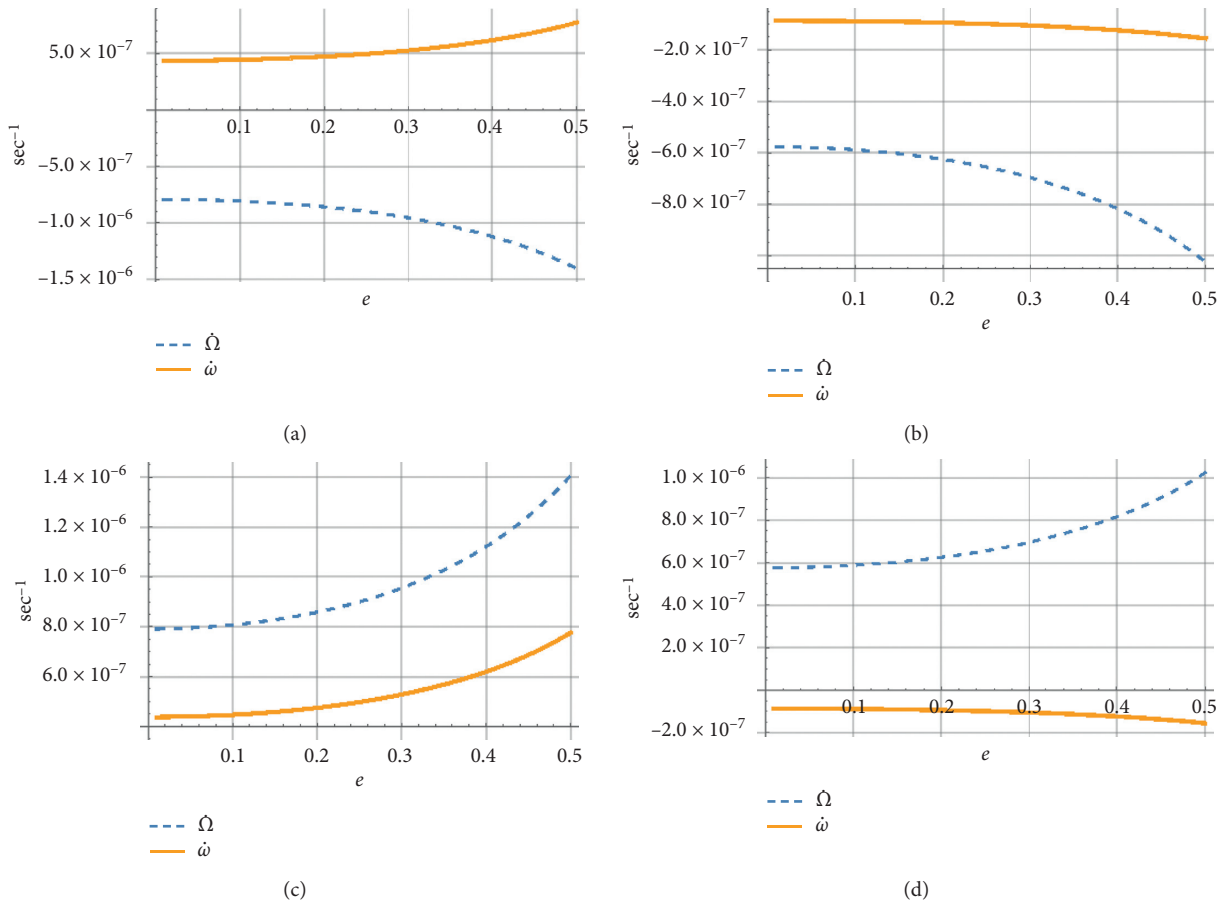 5.0 × 10⁻⁷
0.1 0.2 0.3 0.4 0.5
−5.0 × 10⁻⁷
−1.0 × 10⁻⁶
−1.5 × 10⁻⁶
sec⁻¹
e
Ω̇
ω̇
(a)
−2.0 × 10⁻⁷
−4.0 × 10⁻⁷
−6.0 × 10⁻⁷
−8.0 × 10⁻⁷
sec⁻¹
0.1 0.2 0.3 0.4 0.5
e
Ω̇
ω̇
(b)
1.4 × 10⁻⁶
1.2 × 10⁻⁶
1.0 × 10⁻⁶
8.0 × 10⁻⁷
6.0 × 10⁻⁷
sec⁻¹
0.1 0.2 0.3 0.4 0.5
e
Ω̇
ω̇
(c)
1.0 × 10⁻⁶
8.0 × 10⁻⁷
6.0 × 10⁻⁷
4.0 × 10⁻⁷
2.0 × 10⁻⁷
sec⁻¹
0.1 0.2 0.3 0.4 0.5
−2.0 × 10⁻⁷
e
Ω̇
ω̇
(d)